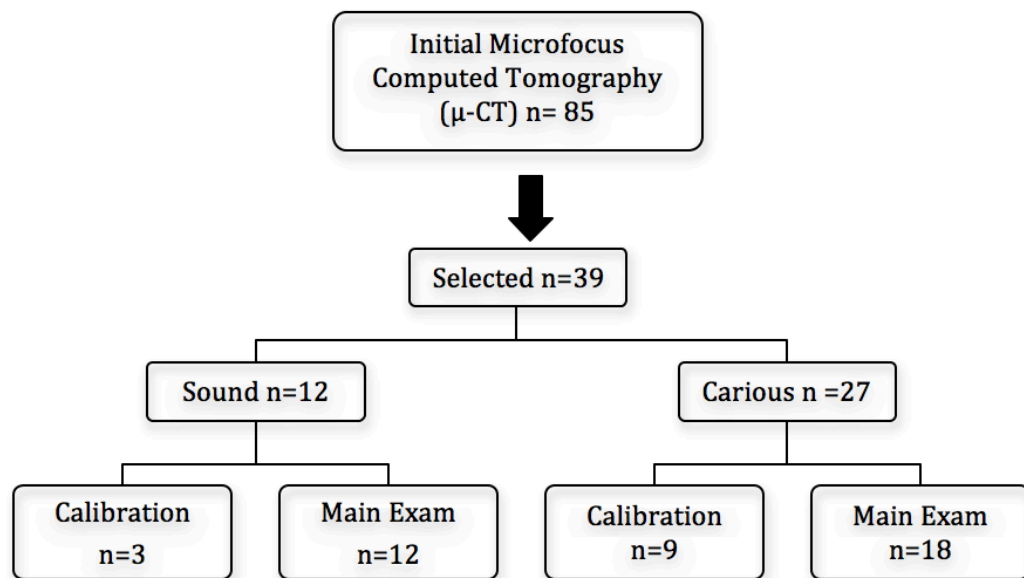 Initial Microfocus
Computed Tomography
(μ-CT) n= 85
Selected n=39
Sound n=12
Carious n =27
Calibration
n=3
Main Exam
n=12
Calibration
n=9
Main Exam
n=18